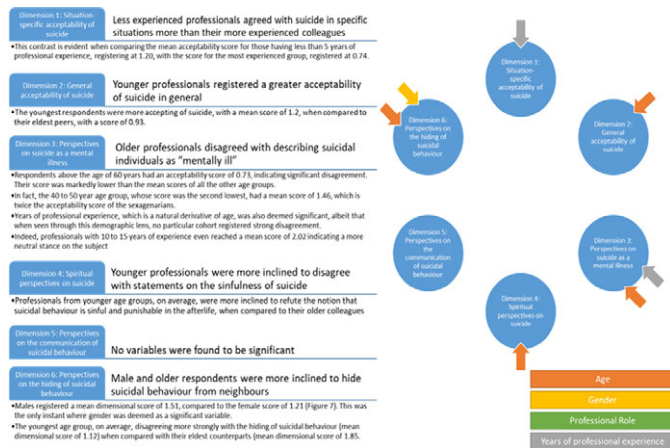 Dimension 1: Situation-
specific acceptability of
suicide
Less experienced professionals agreed with suicide in specific
situations more than their more experienced colleagues
•This contrast is evident when comparing the mean acceptability score for those having less than 5 years of
professional experience, registering at 1.20, with the score for the most experienced group, registered at 0.74.
Dimension 2: General
acceptability of suicide
Younger professionals registered a greater acceptability
of suicide in general
•The youngest respondents were more accepting of suicide, with a mean score of 1.2, when compared to
their eldest peers, with a score of 0.93.
Dimension 3: Perspectives
on suicide as a mental
illness
Older professionals disagreed with describing suicidal
individuals as "mentally ill"
•Respondents above the age of 60 years had an acceptability score of 0.73, indicating significant disagreement.
Their score was markedly lower than the mean scores of all the other age groups.
•In fact, the 40 to 50 year age group, whose score was the second lowest, had a mean score of 1.46, which is
twice the acceptability score of the sexagenarians.
•Years of professional experience, which is a natural derivative of age, was also deemed significant, albeit that
when seen through this demographic lens, no particular cohort registered strong disagreement.
•Indeed, professionals with 10 to 15 years of experience even reached a mean score of 2.02 indicating a more
neutral stance on the subject
Dimension 4: Spiritual
perspectives on suicide
Younger professionals were more inclined to disagree
with statements on the sinfulness of suicide
•Professionals from younger age groups, on average, were more inclined to refute the notion that
suicidal behaviour is sinful and punishable in the afterlife, when compared to their older colleagues
Dimension 5: Perspectives
on the communication of
suicidal behaviour
No variables were found to be significant
Dimension 6: Perspectives
on the hiding of suicidal
behaviour
Male and older respondents were more inclined to hide
suicidal behaviour from neighbours
•Males registered a mean dimensional score of 1.51, compared to the female score of 1.21 (Figure 7). This was
the only instant where gender was deemed as a significant variable.
•The youngest age group, on average, disagreeing more strongly with the hiding of suicidal behaviour (mean
dimensional score of 1.12) when compared with their eldest counterparts (mean dimensional score of 1.85.
Dimension 1:
Situation-specific
acceptability of
suicide
Dimension 2:
General
acceptability of
suicide
Dimension 3:
Perspectives
on suicide as
a mental illness
Dimension 4:
Spiritual
perspectives on
suicide
Dimension 5:
Perspectives on
the communication
of suicidal
behaviour
Dimension 6:
Perspectives on
the hiding of
suicidal
behaviour
Age
Gender
Professional Role
Years of professional experience